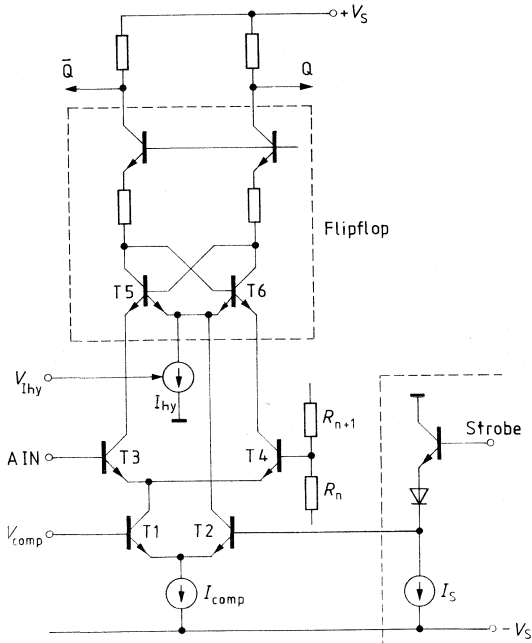 +V_S
Q̄
Q
Flipflop
T5
T6
V_Ihy
I_hy
R_n+1
Strobe
AIN
T3
T4
R_n
V_comp
T1
T2
I_comp
I_S
-V_S